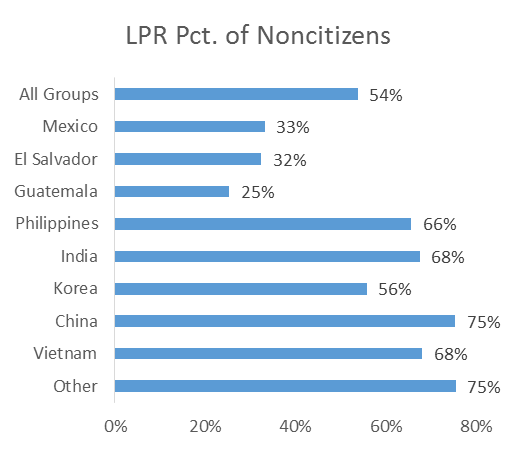 LPR Pct. of Noncitizens
All Groups 54%
Mexico 33%
El Salvador 32%
Guatemala 25%
Philippines 66%
India 68%
Korea 56%
China 75%
Vietnam 68%
Other 75%
0% 20% 40% 60% 80%